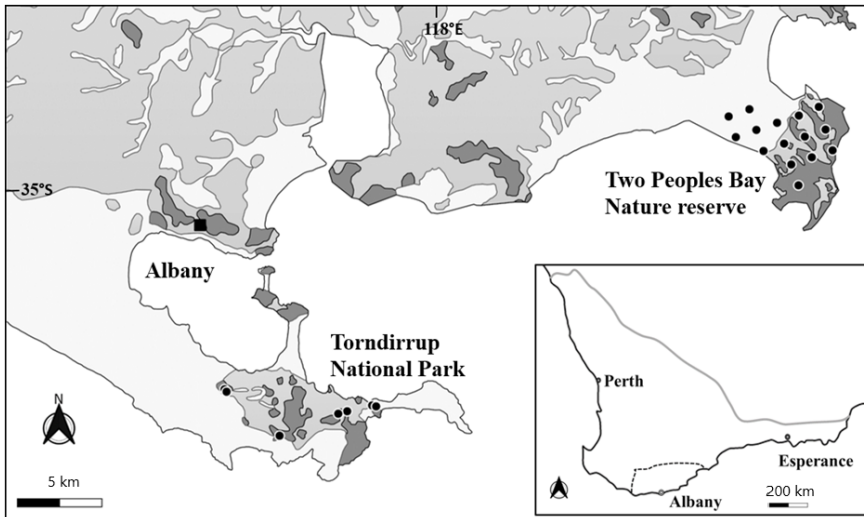 118°E
35°S
Two Peoples Bay
Nature reserve
Albany
Torndirrup
National Park
N
5 km
Perth
Esperance
Albany
200 km